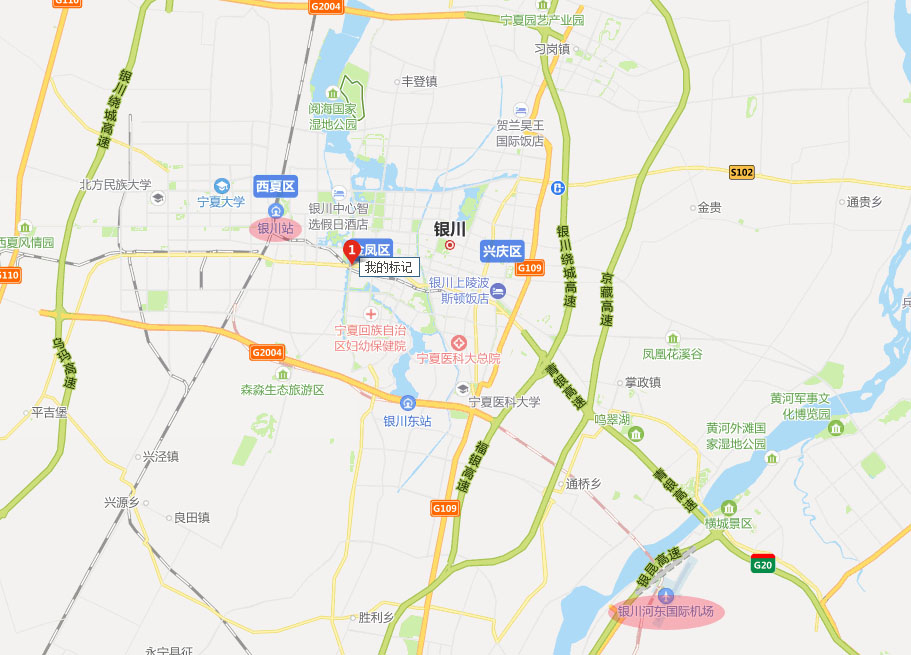 G110
G2004
宁夏园艺产业园
习岗镇
银川绕城高速
丰登镇
阅海国家
湿地公园
贺兰昊王
国际饭店
S102
北方民族大学
宁夏大学
西夏区
银川中心智
选假日酒店
金贵
通贵乡
银川站
银川
西夏风情园
1
金凤区
兴庆区
我的标记
G109
G110
银川绕城高速
京藏高速
银川上陵波
斯顿饭店
宁夏回族自治
区妇幼保健院
宁夏医科大总院
G2004
凤凰花溪谷
乌玛高速
森淼生态旅游区
青银高速
掌政镇
宁夏医科大学
黄河军事文
化博览园
平吉堡
银川东站
鸣翠湖
黄河外滩国
家湿地公园
兴泾镇
福银高速
青银高速
通桥乡
兴源乡
良田镇
G109
横城景区
银昆高速
G20
银川河东国际机场
胜利乡
永宁县征